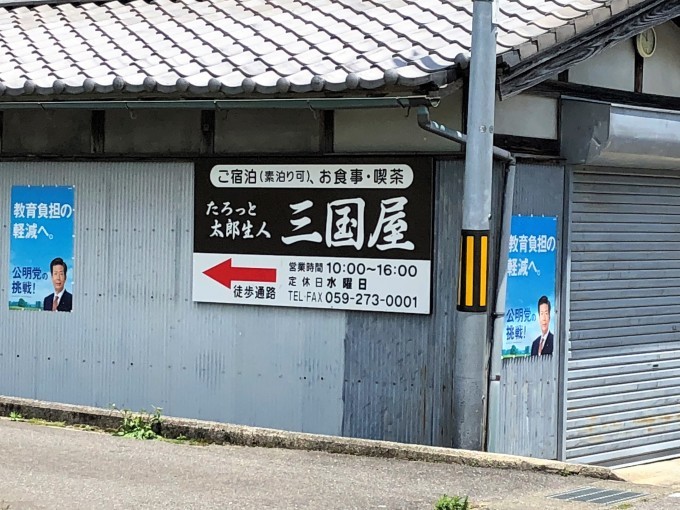 教育負担の
軽減へ。
公明党の
挑戦!
ご宿泊(素泊り可)、お食事・喫茶
たろっと
太郎生人
三国屋
徒歩通路
営業時間 10:00～16:00
定休日 水曜日
TEL・FAX 059-273-0001
教育負担の
軽減へ。
公明党の
挑戦!